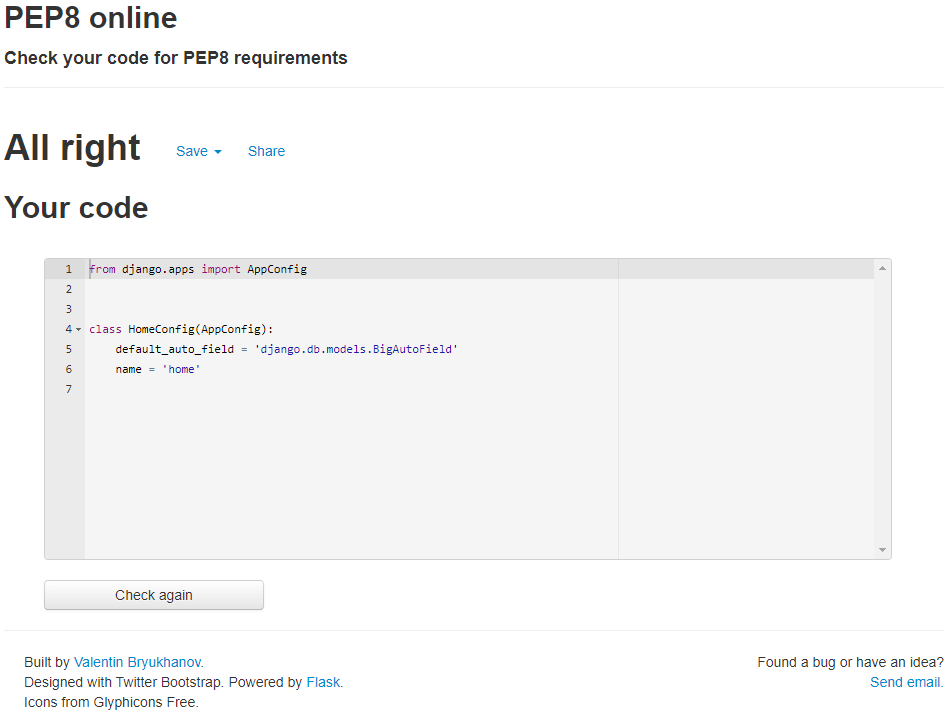 PEP8 online
Check your code for PEP8 requirements
All right Save Share
Your code
1 from django.apps import AppConfig
2
3
4 class HomeConfig(AppConfig):
5     default_auto_field = 'django.db.models.BigAutoField'
6     name = 'home'
7
Check again
Built by Valentin Bryukhanov.
Designed with Twitter Bootstrap. Powered by Flask.
Icons from Glyphicons Free.
Found a bug or have an idea?
Send email.